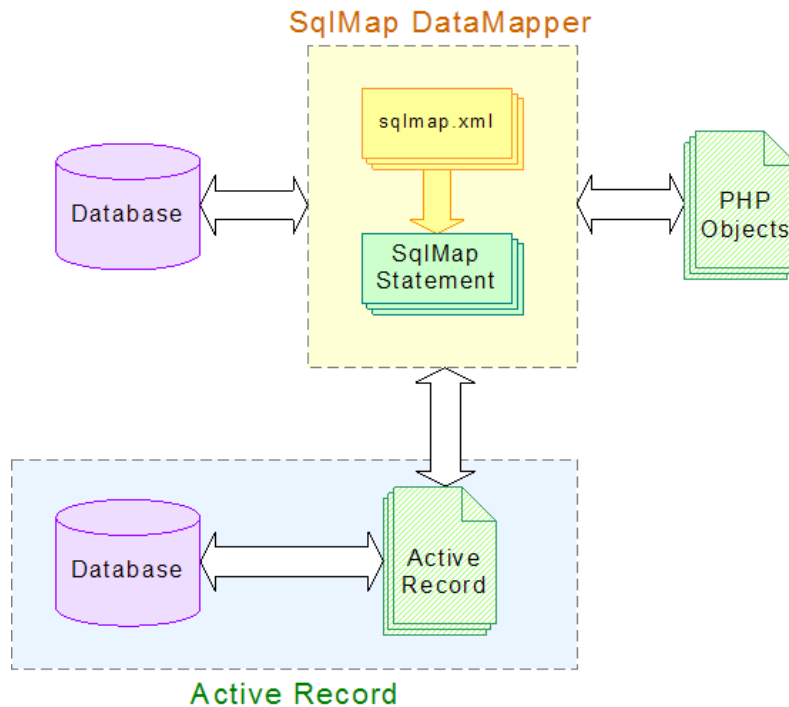 SqlMap DataMapper
sqlmap.xml
Database
PHP
Objects
SqlMap
Statement
Database
Active
Record
Active Record